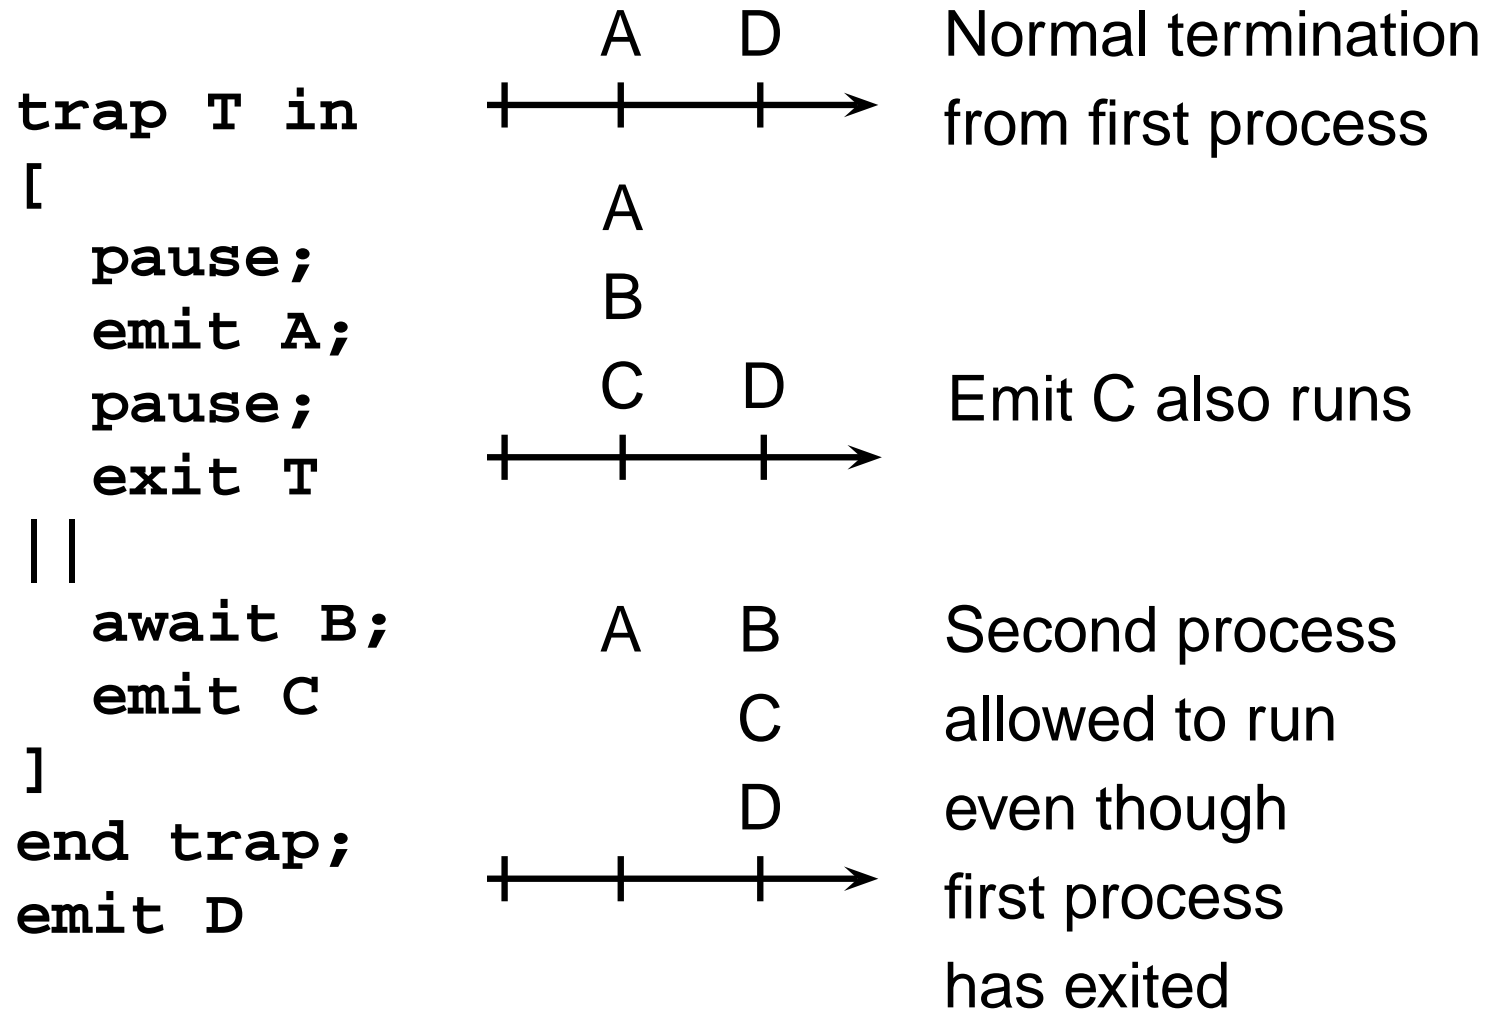 trap T in
[
pause;
emit A;
pause;
exit T
||
await B;
emit C
]
end trap;
emit D
A D
Normal termination
from first process
A
B
C D
Emit C also runs
A B
C
D
Second process
allowed to run
even though
first process
has exited